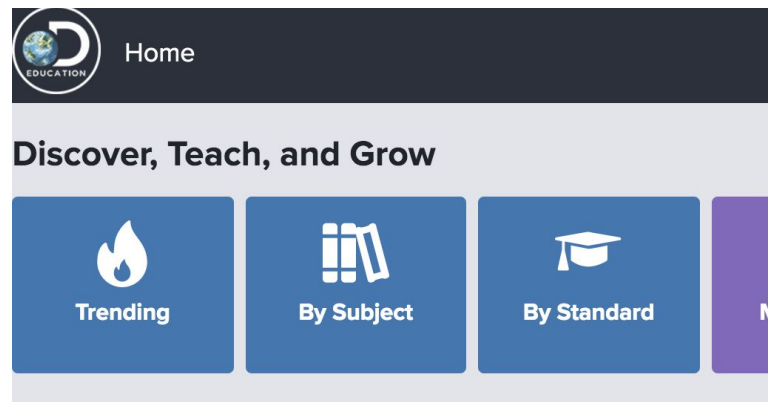 EDUCATION
Home
Discover, Teach, and Grow
Trending
By Subject
By Standard